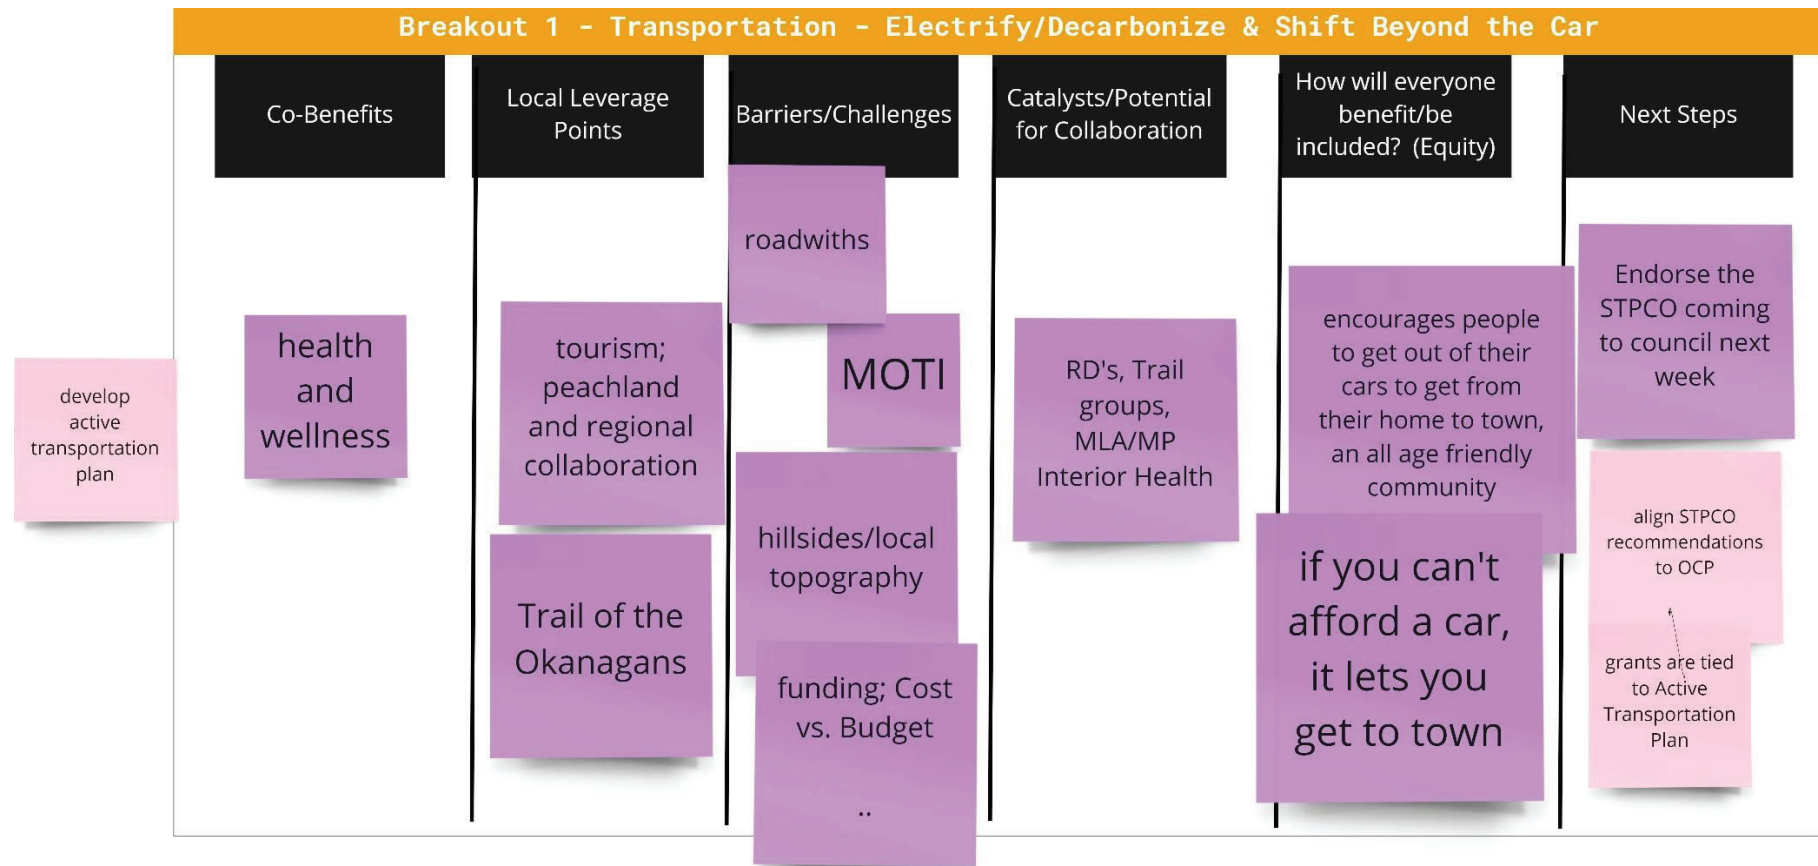 Breakout 1 - Transportation - Electrify/Decarbonize & Shift Beyond the Car
Co-Benefits
Local Leverage
Points
Barriers/Challenges
Catalysts/Potential
for Collaboration
How will everyone
benefit/be
included? (Equity)
Next Steps
develop
active
transportation
plan
health
and
wellness
tourism;
peachland
and regional
collaboration
Trail of the
Okanagans
roadwiths
MOTI
hillsides/local
topography
funding; Cost
vs. Budget
..
RD's, Trail
groups,
MLA/MP
Interior Health
encourages people
to get out of their
cars to get from
their home to town,
an all age friendly
community
if you can't
afford a car,
it lets you
get to town
Endorse the
STPCO coming
to council next
week
align STPCO
recommendations
to OCP
grants are tied
to Active
Transportation
Plan